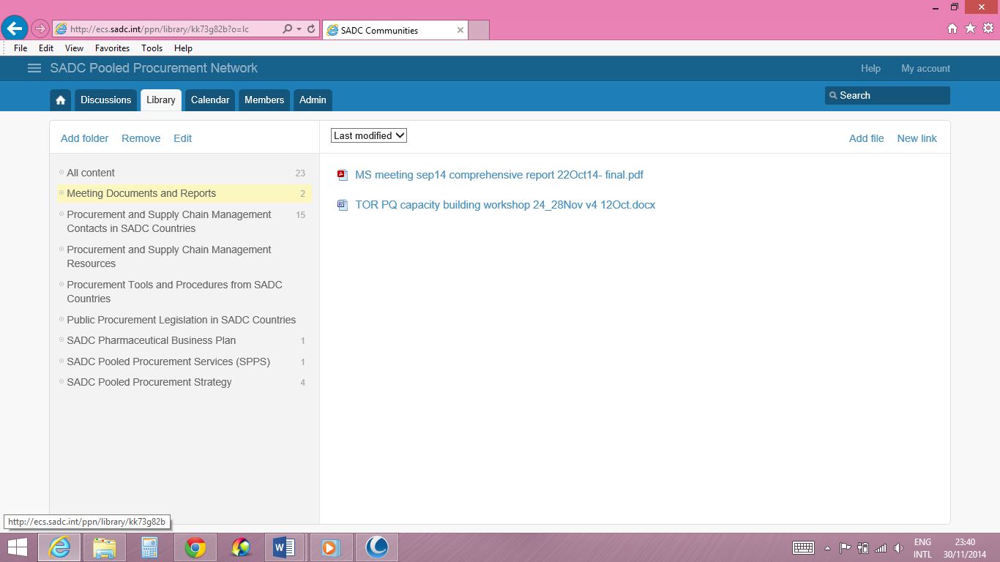 http://ecs.sadc.int/ppn/library/kk73g82b?o=lc
SADC Communities
File Edit View Favorites Tools Help
SADC Pooled Procurement Network
Help My account
Discussions Library Calendar Members Admin
Search
Add folder Remove Edit
Last modified
Add file New link
All content 23
Meeting Documents and Reports 2
Procurement and Supply Chain Management 15
Contacts in SADC Countries
Procurement and Supply Chain Management
Resources
Procurement Tools and Procedures from SADC
Countries
Public Procurement Legislation in SADC Countries
SADC Pharmaceutical Business Plan 1
SADC Pooled Procurement Services (SPPS) 1
SADC Pooled Procurement Strategy 4
MS meeting sep14 comprehensive report 22Oct14- final.pdf
TOR PQ capacity building workshop 24_28Nov v4 12Oct.docx
http://ecs.sadc.int/ppn/library/kk73g82b
ENG 23:40
INTL 30/11/2014